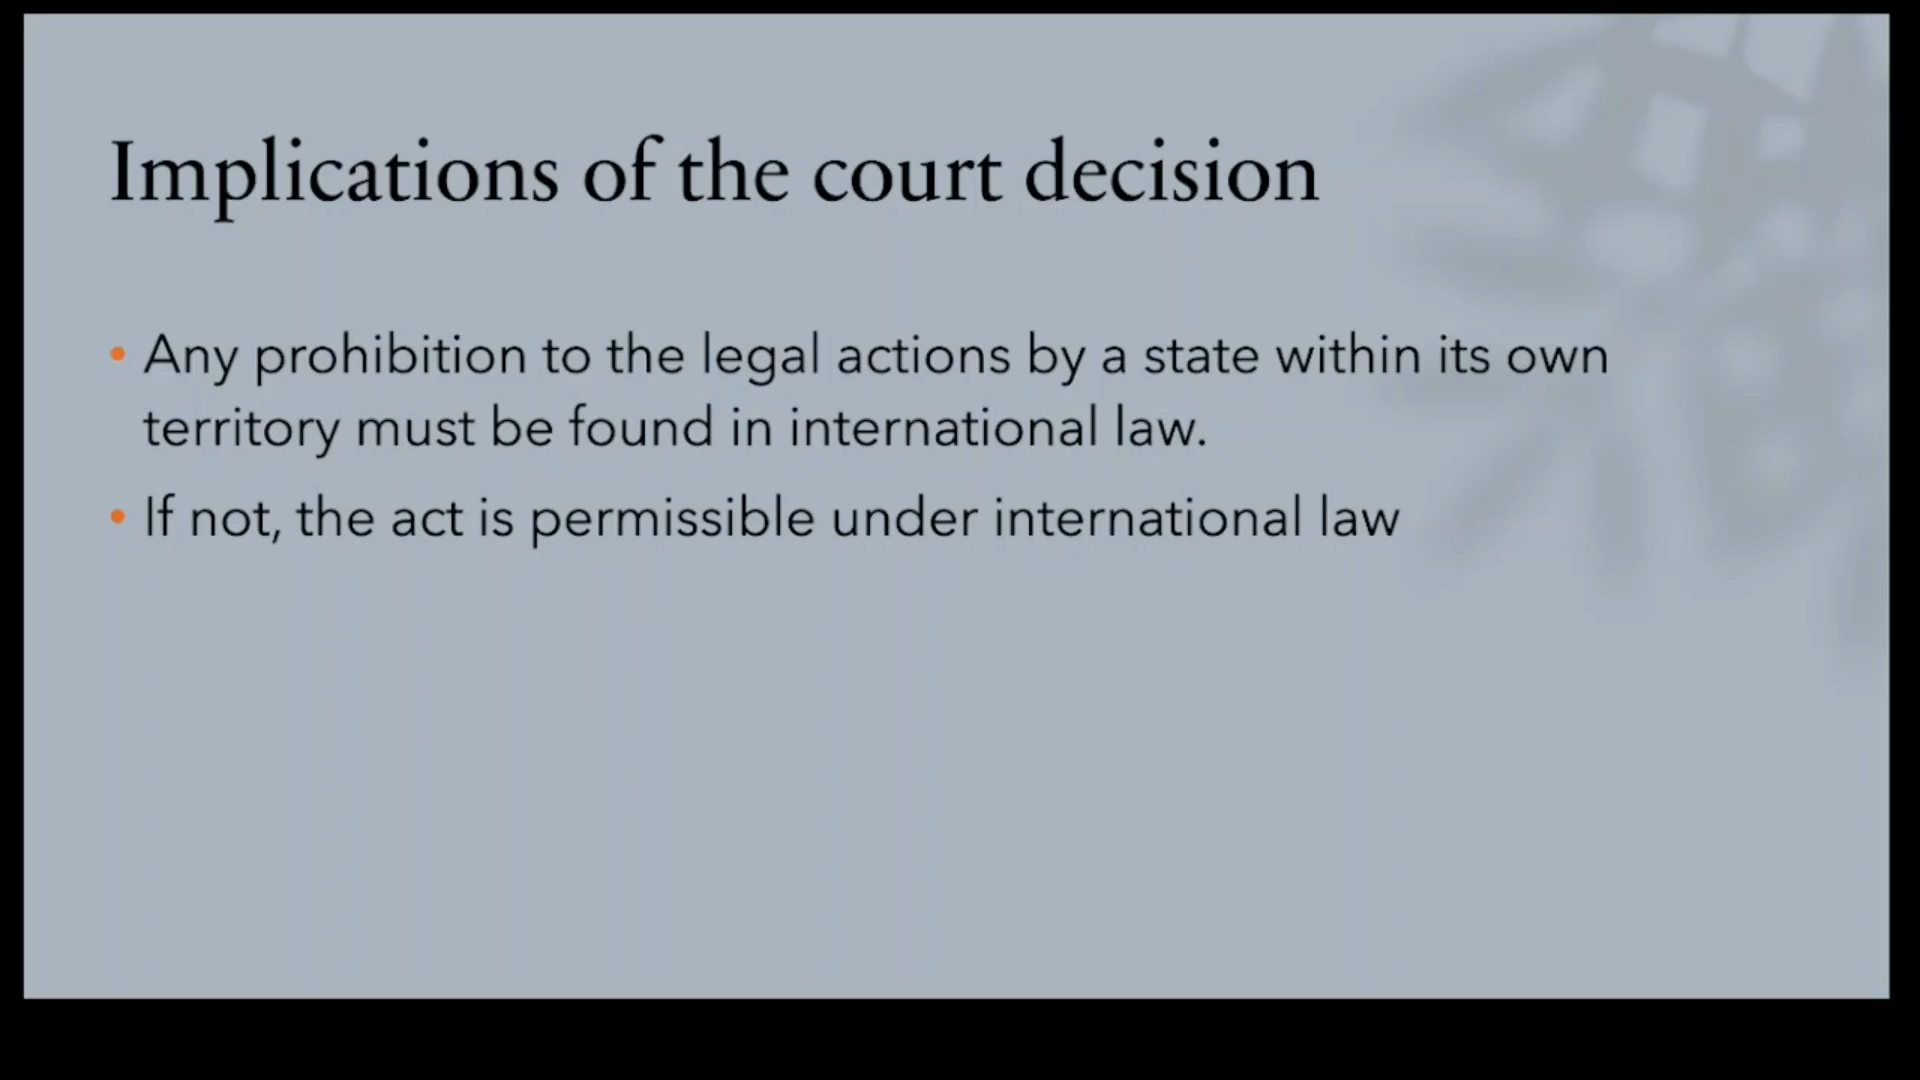 Implications of the court decision
• Any prohibition to the legal actions by a state within its own
territory must be found in international law.
• If not, the act is permissible under international law